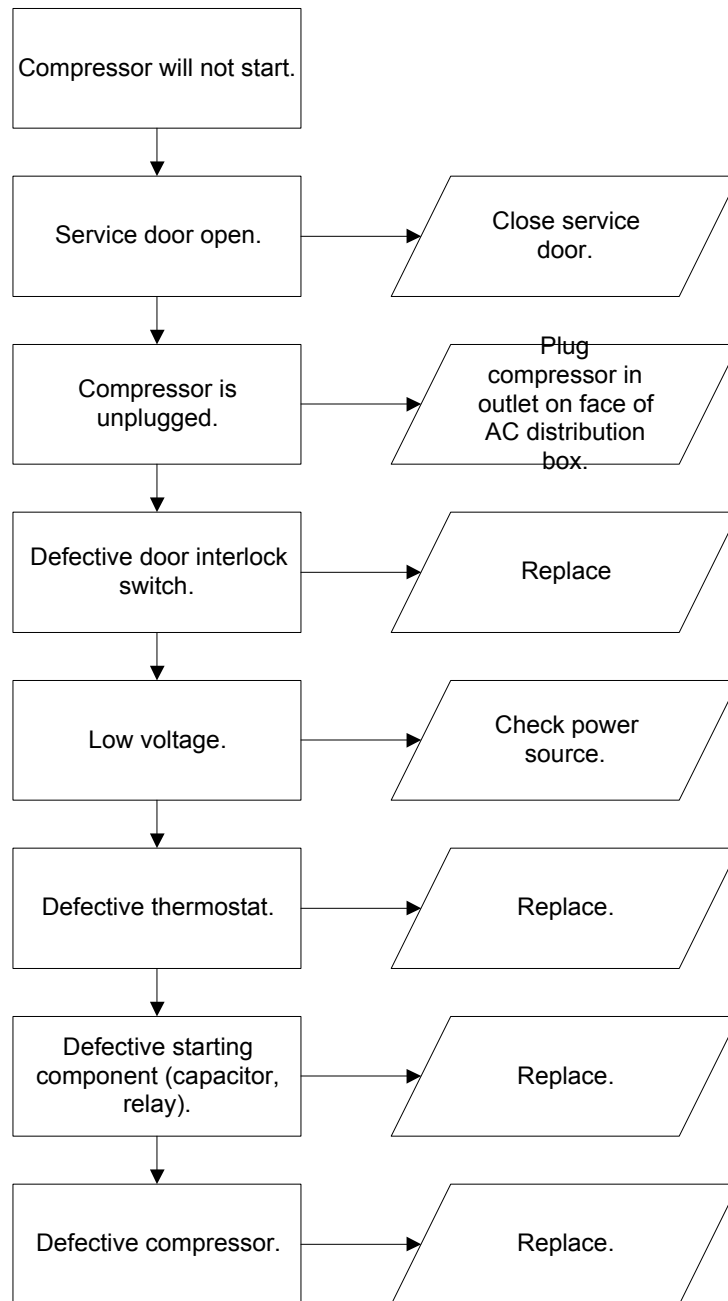 Compressor will not start.
Service door open.
Close service
door.
Compressor is
unplugged.
Plug
compressor in
outlet on face of
AC distribution
box.
Defective door interlock
switch.
Replace
Low voltage.
Check power
source.
Defective thermostat.
Replace.
Defective starting
component (capacitor,
relay).
Replace.
Defective compressor.
Replace.